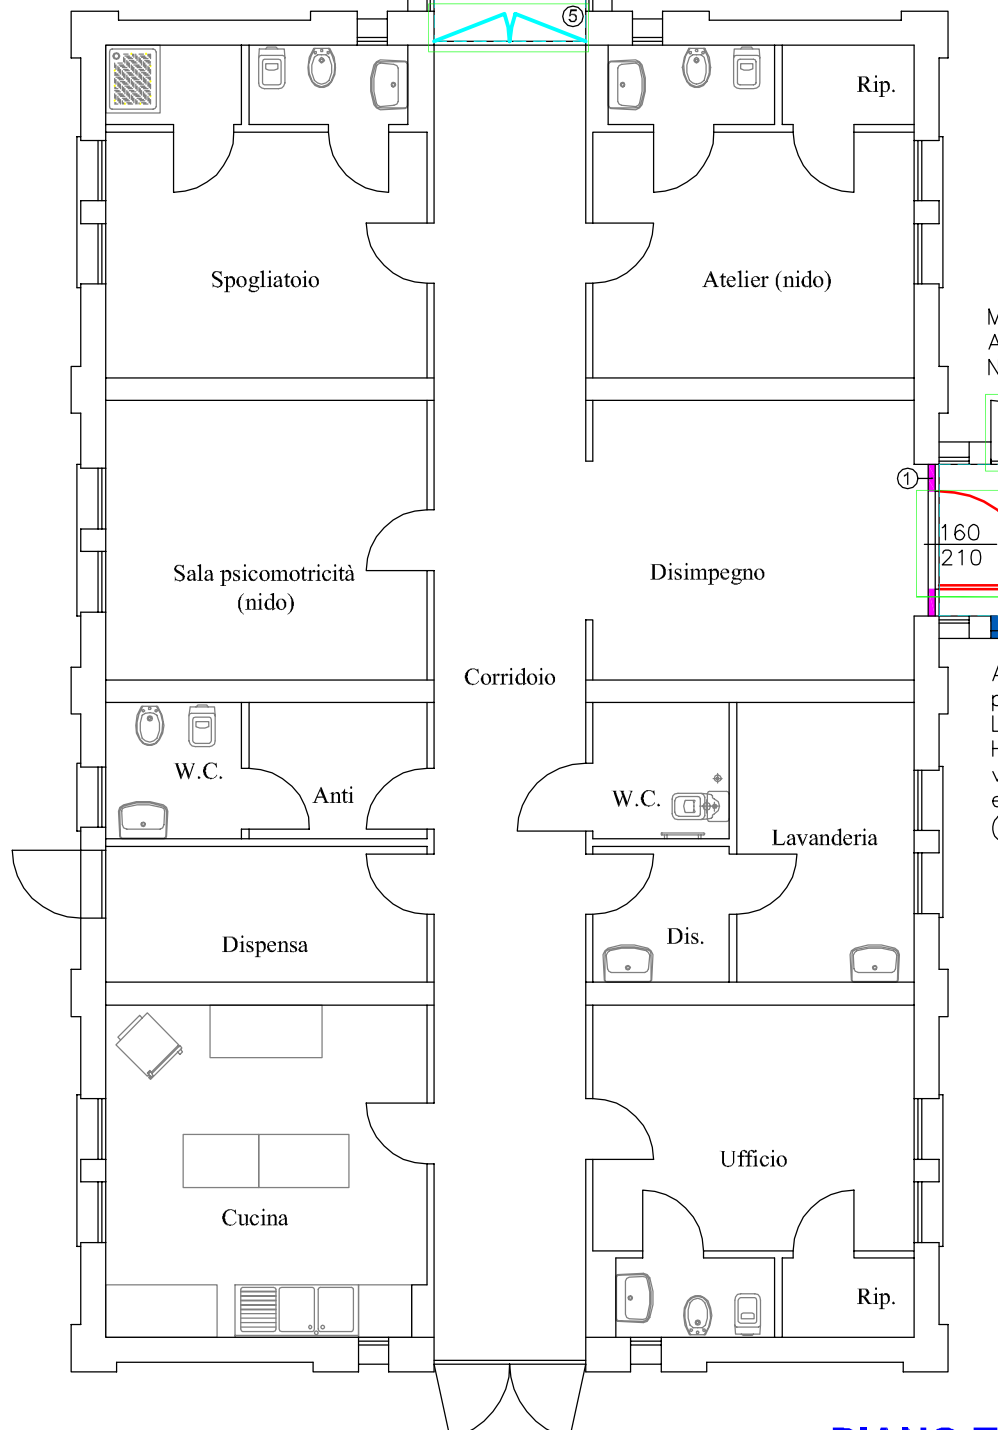 5
Rip.
Spogliatoio
Atelier (nido)
1
160
210
Sala psicomotricità
(nido)
Disimpegno
Corridoio
W.C.
Anti
W.C.
Lavanderia
Dispensa
Dis.
Ufficio
Cucina
Rip.